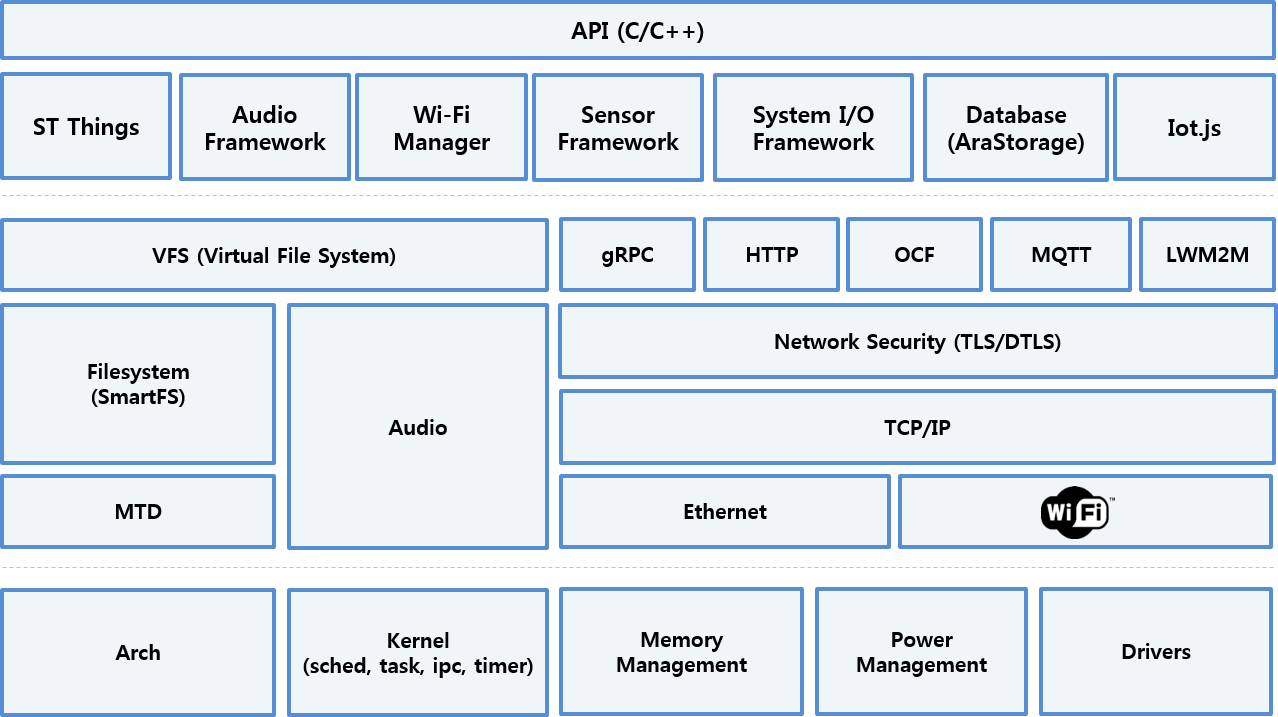 API (C/C++)
ST Things
Audio
Framework
Wi-Fi
Manager
Sensor
Framework
System I/O
Framework
Database
(AraStorage)
Iot.js
VFS (Virtual File System)
gRPC
HTTP
OCF
MQTT
LWM2M
Filesystem
(SmartFS)
Audio
Network Security (TLS/DTLS)
TCP/IP
MTD
Ethernet
WiFi™
Arch
Kernel
(sched, task, ipc, timer)
Memory
Management
Power
Management
Drivers